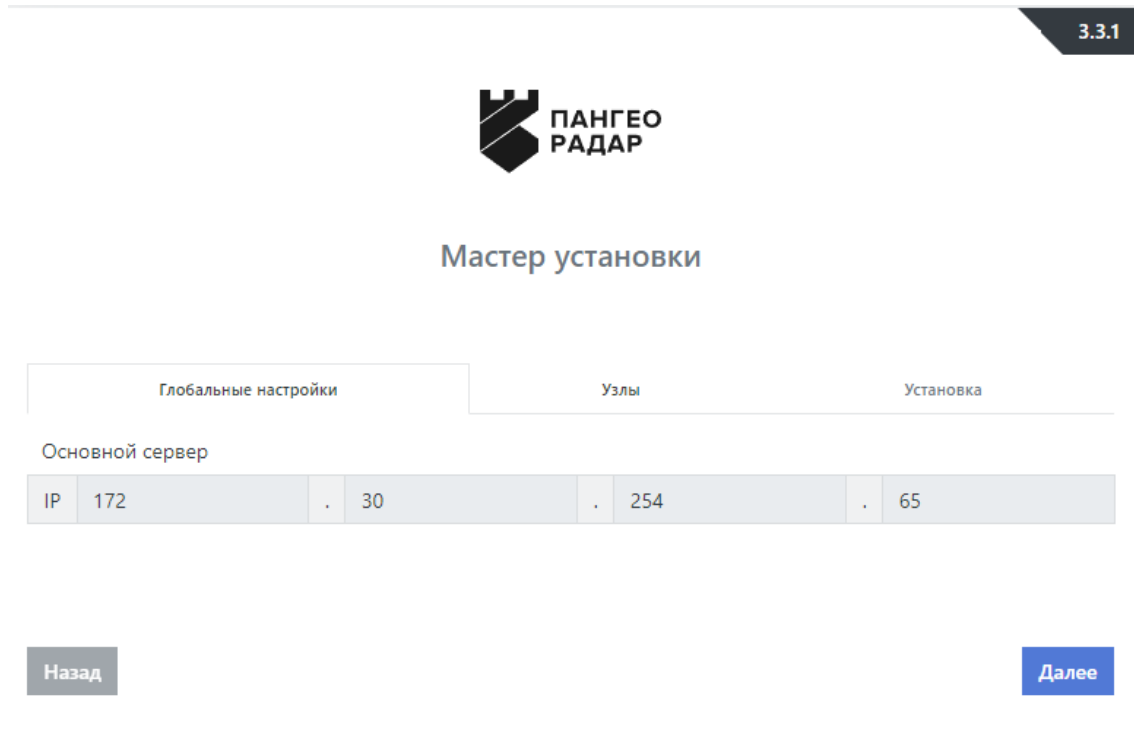 3.3.1
ПАНГЕО
РАДАР
Мастер установки
Глобальные настройки Узлы Установка
Основной сервер
IP 172 . 30 . 254 . 65
Назад Далее